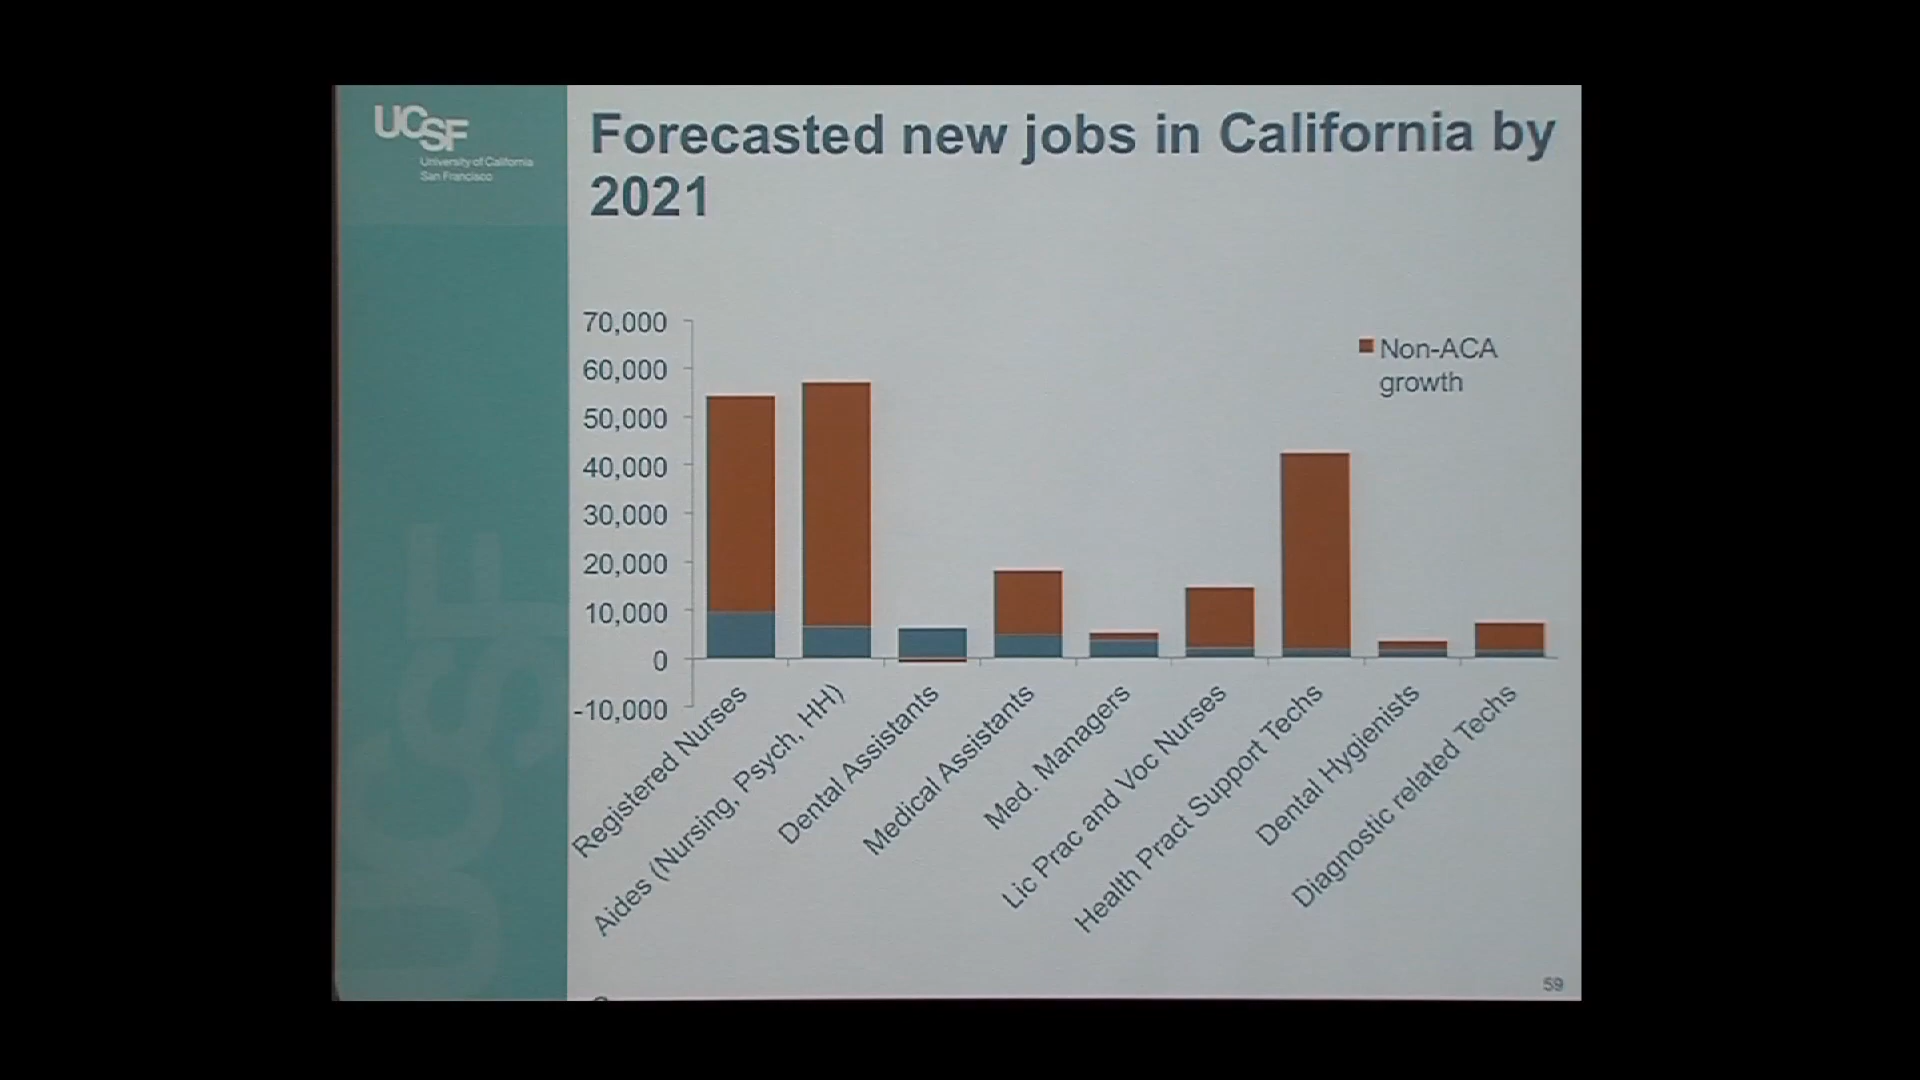 UCSF
University of California
San Francisco
Forecasted new jobs in California by
2021
70,000
60,000
50,000
40,000
30,000
20,000
10,000
0
-10,000
Non-ACA
growth
Registered Nurses
Aides (Nursing, Psych, HH)
Dental Assistants
Medical Assistants
Med. Managers
Lic Prac and Voc Nurses
Health Pract Support Techs
Dental Hygienists
Diagnostic related Techs
UCSF
59